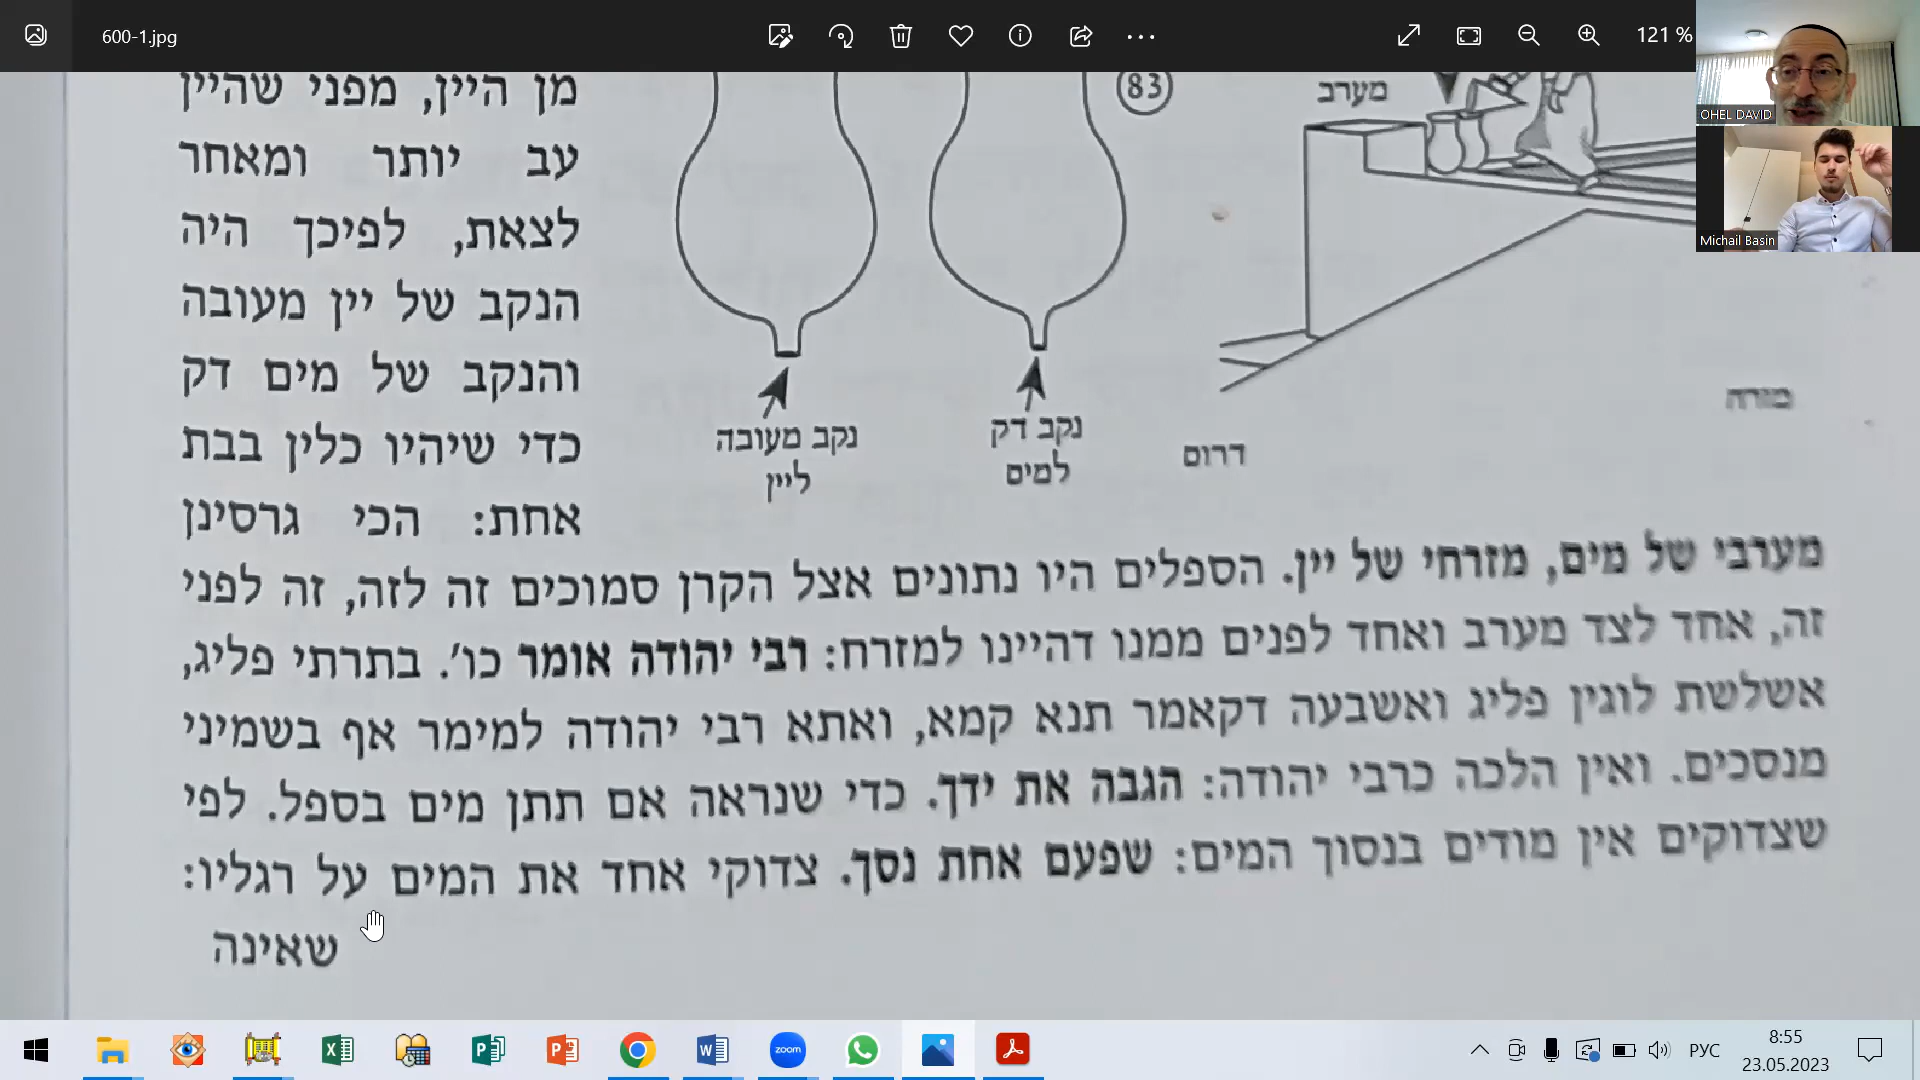 600-1.jpg
121 %
OHEL DAVID
Michail Basin
מן היין, מפני שהיין
עב יותר ומאחר
לצאת, לפיכך היה
הנקב של יין מעובה
והנקב של מים דק
כדי שיהיו כלין בבת
אחת: הכי גרסינן
83
מערב
מזרח
דרום
נקב דק
למים
נקב מעובה
ליין
מערבי של מים, מזרחי של יין. הספלים היו נתונים אצל הקרן סמוכים זה לזה, זה לפני
זה, אחד לצד מערב ואחד לפנים ממנו דהיינו למזרח: רבי יהודה אומר כו'. בתרתי פליג,
אשלשת לוגין פליג ואשבעה דקאמר תנא קמא, ואתא רבי יהודה למימר אף בשמיני
מנסכים. ואין הלכה כרבי יהודה: הגבה את ידך. כדי שנראה אם תתן מים בספל. לפי
שצדוקים אין מודים בנסוך המים: שפעם אחת נסך. צדוקי אחד את המים על רגליו:
שאינה
РУС
8:55
23.05.2023
zoom